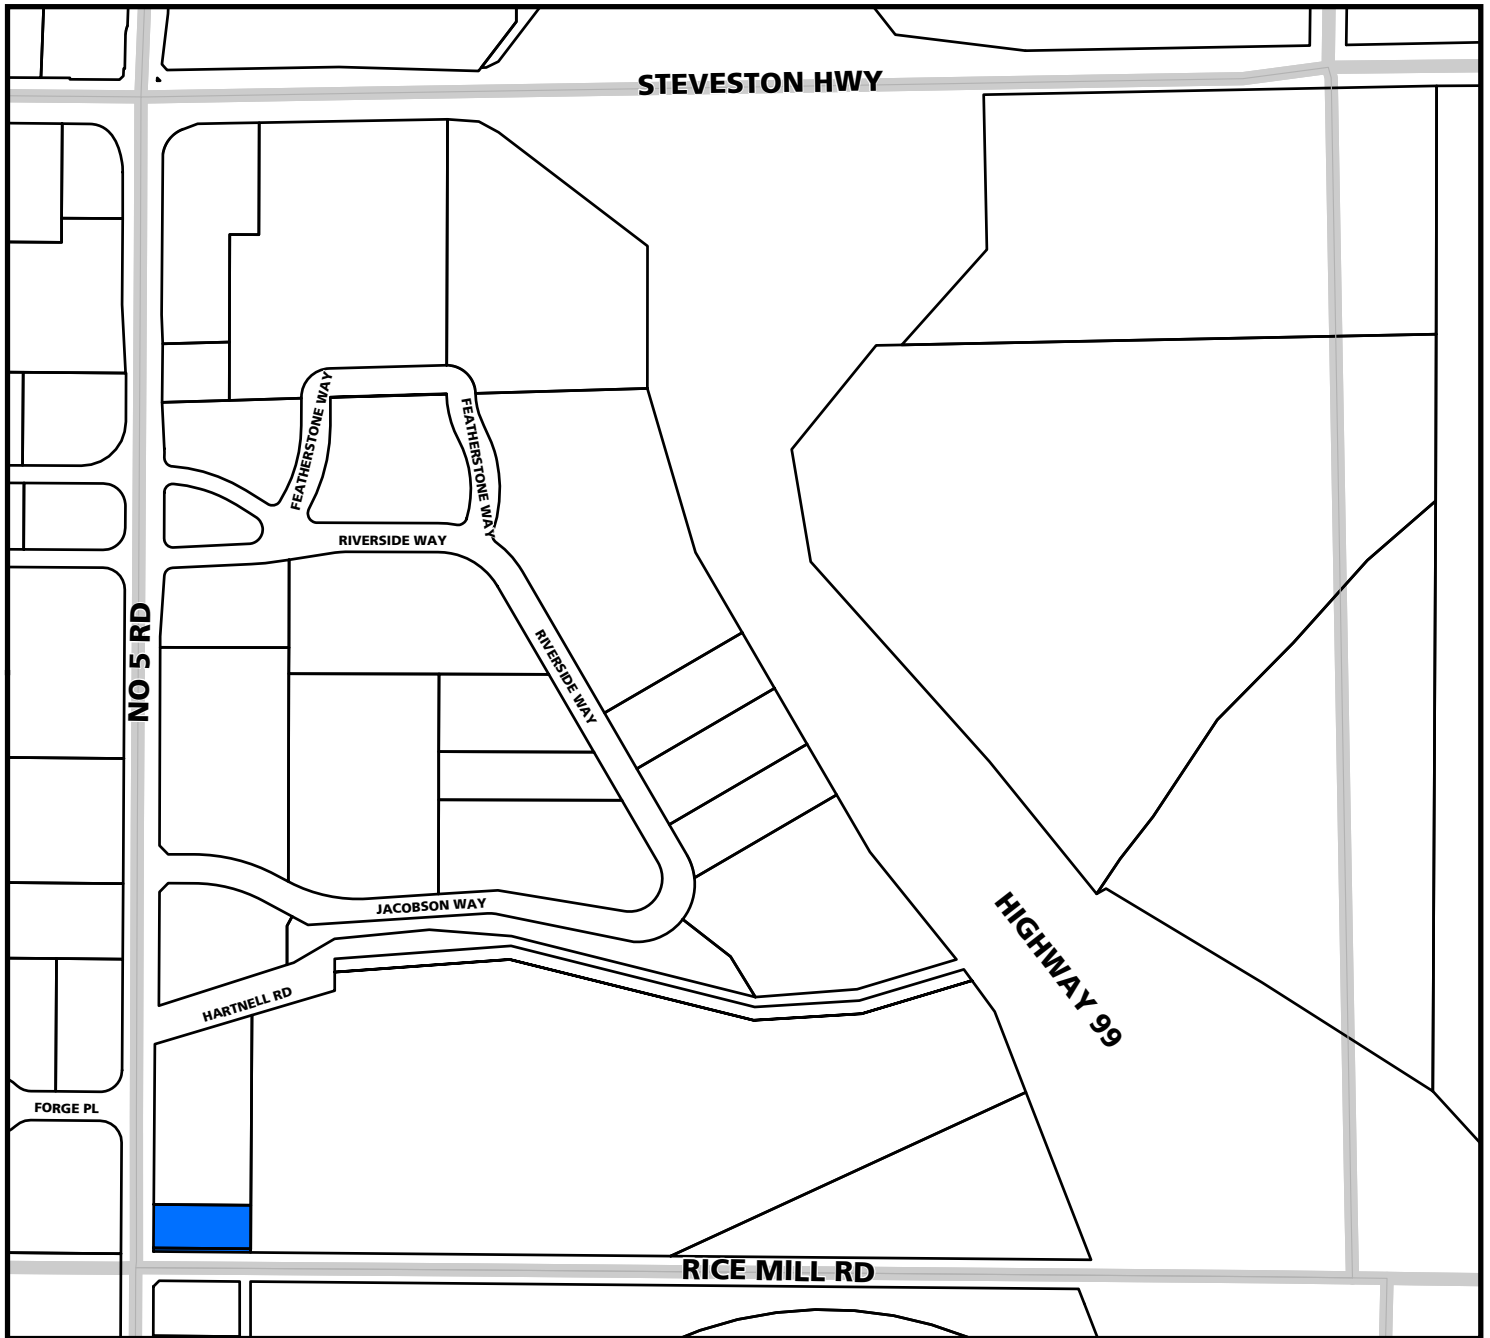 STEVESTON HWY
FEATHERSTONE WAY
FEATHERSTONE WAY
RIVERSIDE WAY
NO 5 RD
RIVERSIDE WAY
JACOBSON WAY
HARTNELL RD
HIGHWAY 99
FORGE PL
RICE MILL RD